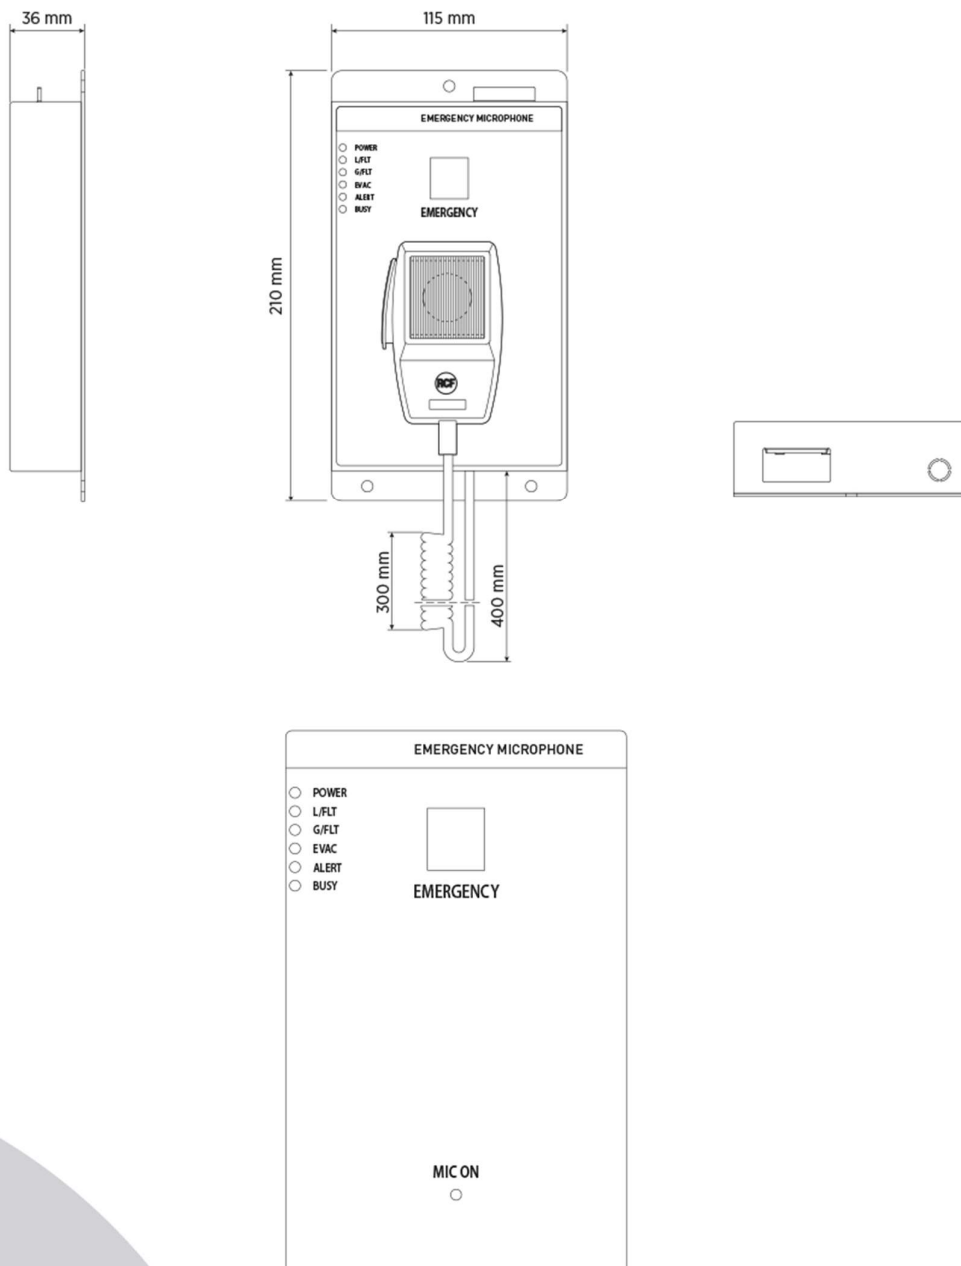 36 mm
115 mm
EMERGENCY MICROPHONE
POWER
L/FLT
G/FLT
EVAC
ALERT
BUSY
EMERGENCY
210 mm
RCF
300 mm
400 mm
EMERGENCY MICROPHONE
POWER
L/FLT
G/FLT
EVAC
ALERT
BUSY
EMERGENCY
MIC ON